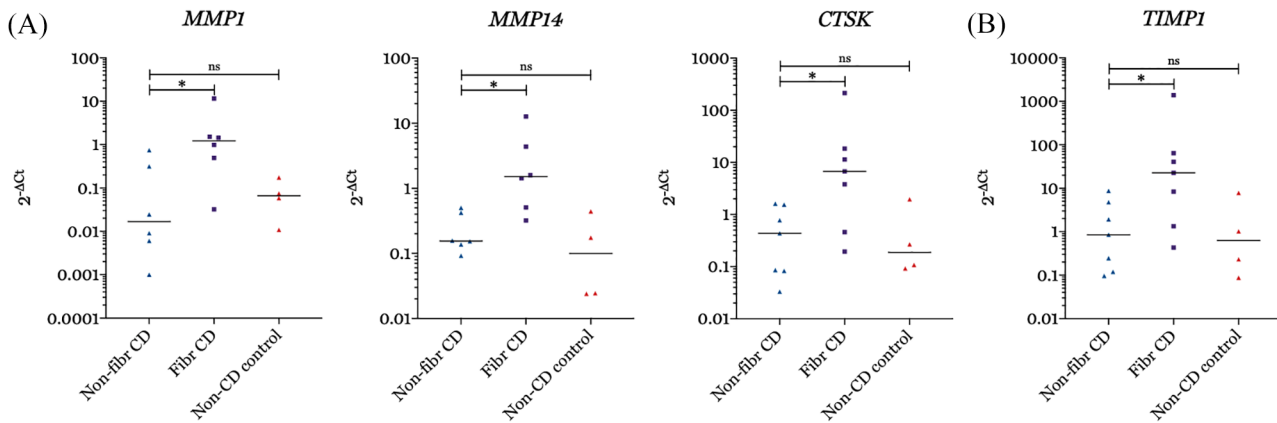 (A)
MMP1
100
10
1
0.1
0.01
0.001
0.0001
2^-ΔCt
ns
*
Non-fibr CD
Fibr CD
Non-CD control
MMP14
100
10
1
0.1
0.01
2^-ΔCt
ns
*
Non-fibr CD
Fibr CD
Non-CD control
CTSK
1000
100
10
1
0.1
0.01
2^-ΔCt
ns
*
Non-fibr CD
Fibr CD
Non-CD control
(B)
TIMP1
10000
1000
100
10
1
0.1
0.01
2^-ΔCt
ns
*
Non-fibr CD
Fibr CD
Non-CD control